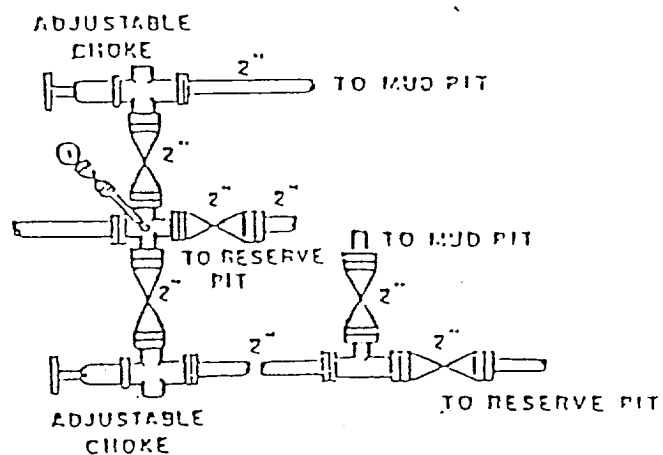 ADJUSTABLE
CHOKE
2"
TO MUD PIT
2"
2"
2"
TO RESERVE
PIT
TO MUD PIT
2"
2"
2"
2"
TO RESERVE PIT
ADJUSTABLE
CHOKE